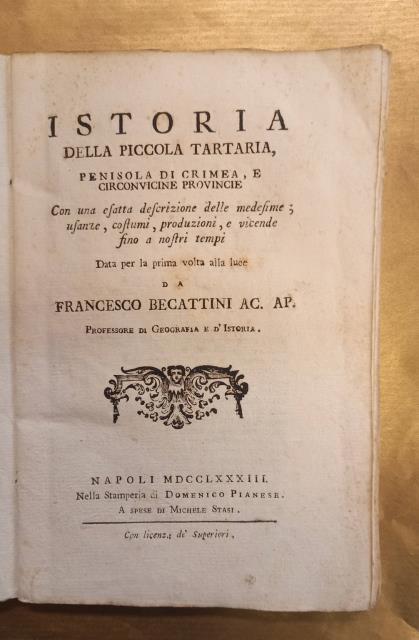 ISTORIA
DELLA PICCOLA TARTARIA,
PENISOLA DI CRIMEA, E
CIRCONVICINE PROVINCIE
Con una eſatta deſcrizione delle medeſime;
uſanze, coſtumi, produzioni, e vicende
fino a noſtri tempi
Data per la prima volta alla luce
DA
FRANCESCO BECATTINI AC. AP.
PROFESSORE DI GEOGRAFIA E D'ISTORIA.
NAPOLI MDCCLXXXIII.
Nella Stamperia di DOMENICO PIANESE.
A SPESE DI MICHELE STASI.
Con licenza de' Superiori.